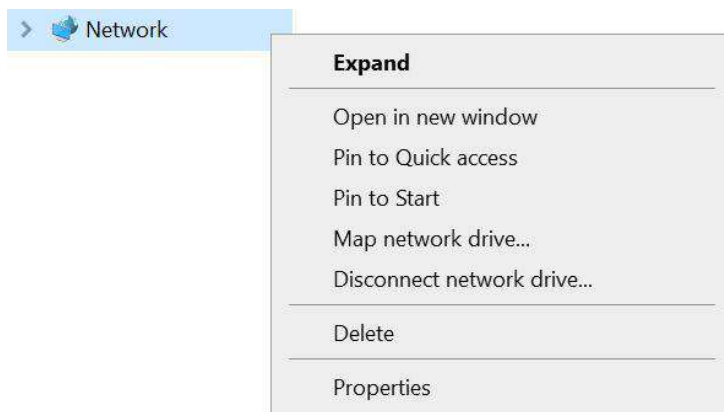 Network
Expand
Open in new window
Pin to Quick access
Pin to Start
Map network drive...
Disconnect network drive...
Delete
Properties